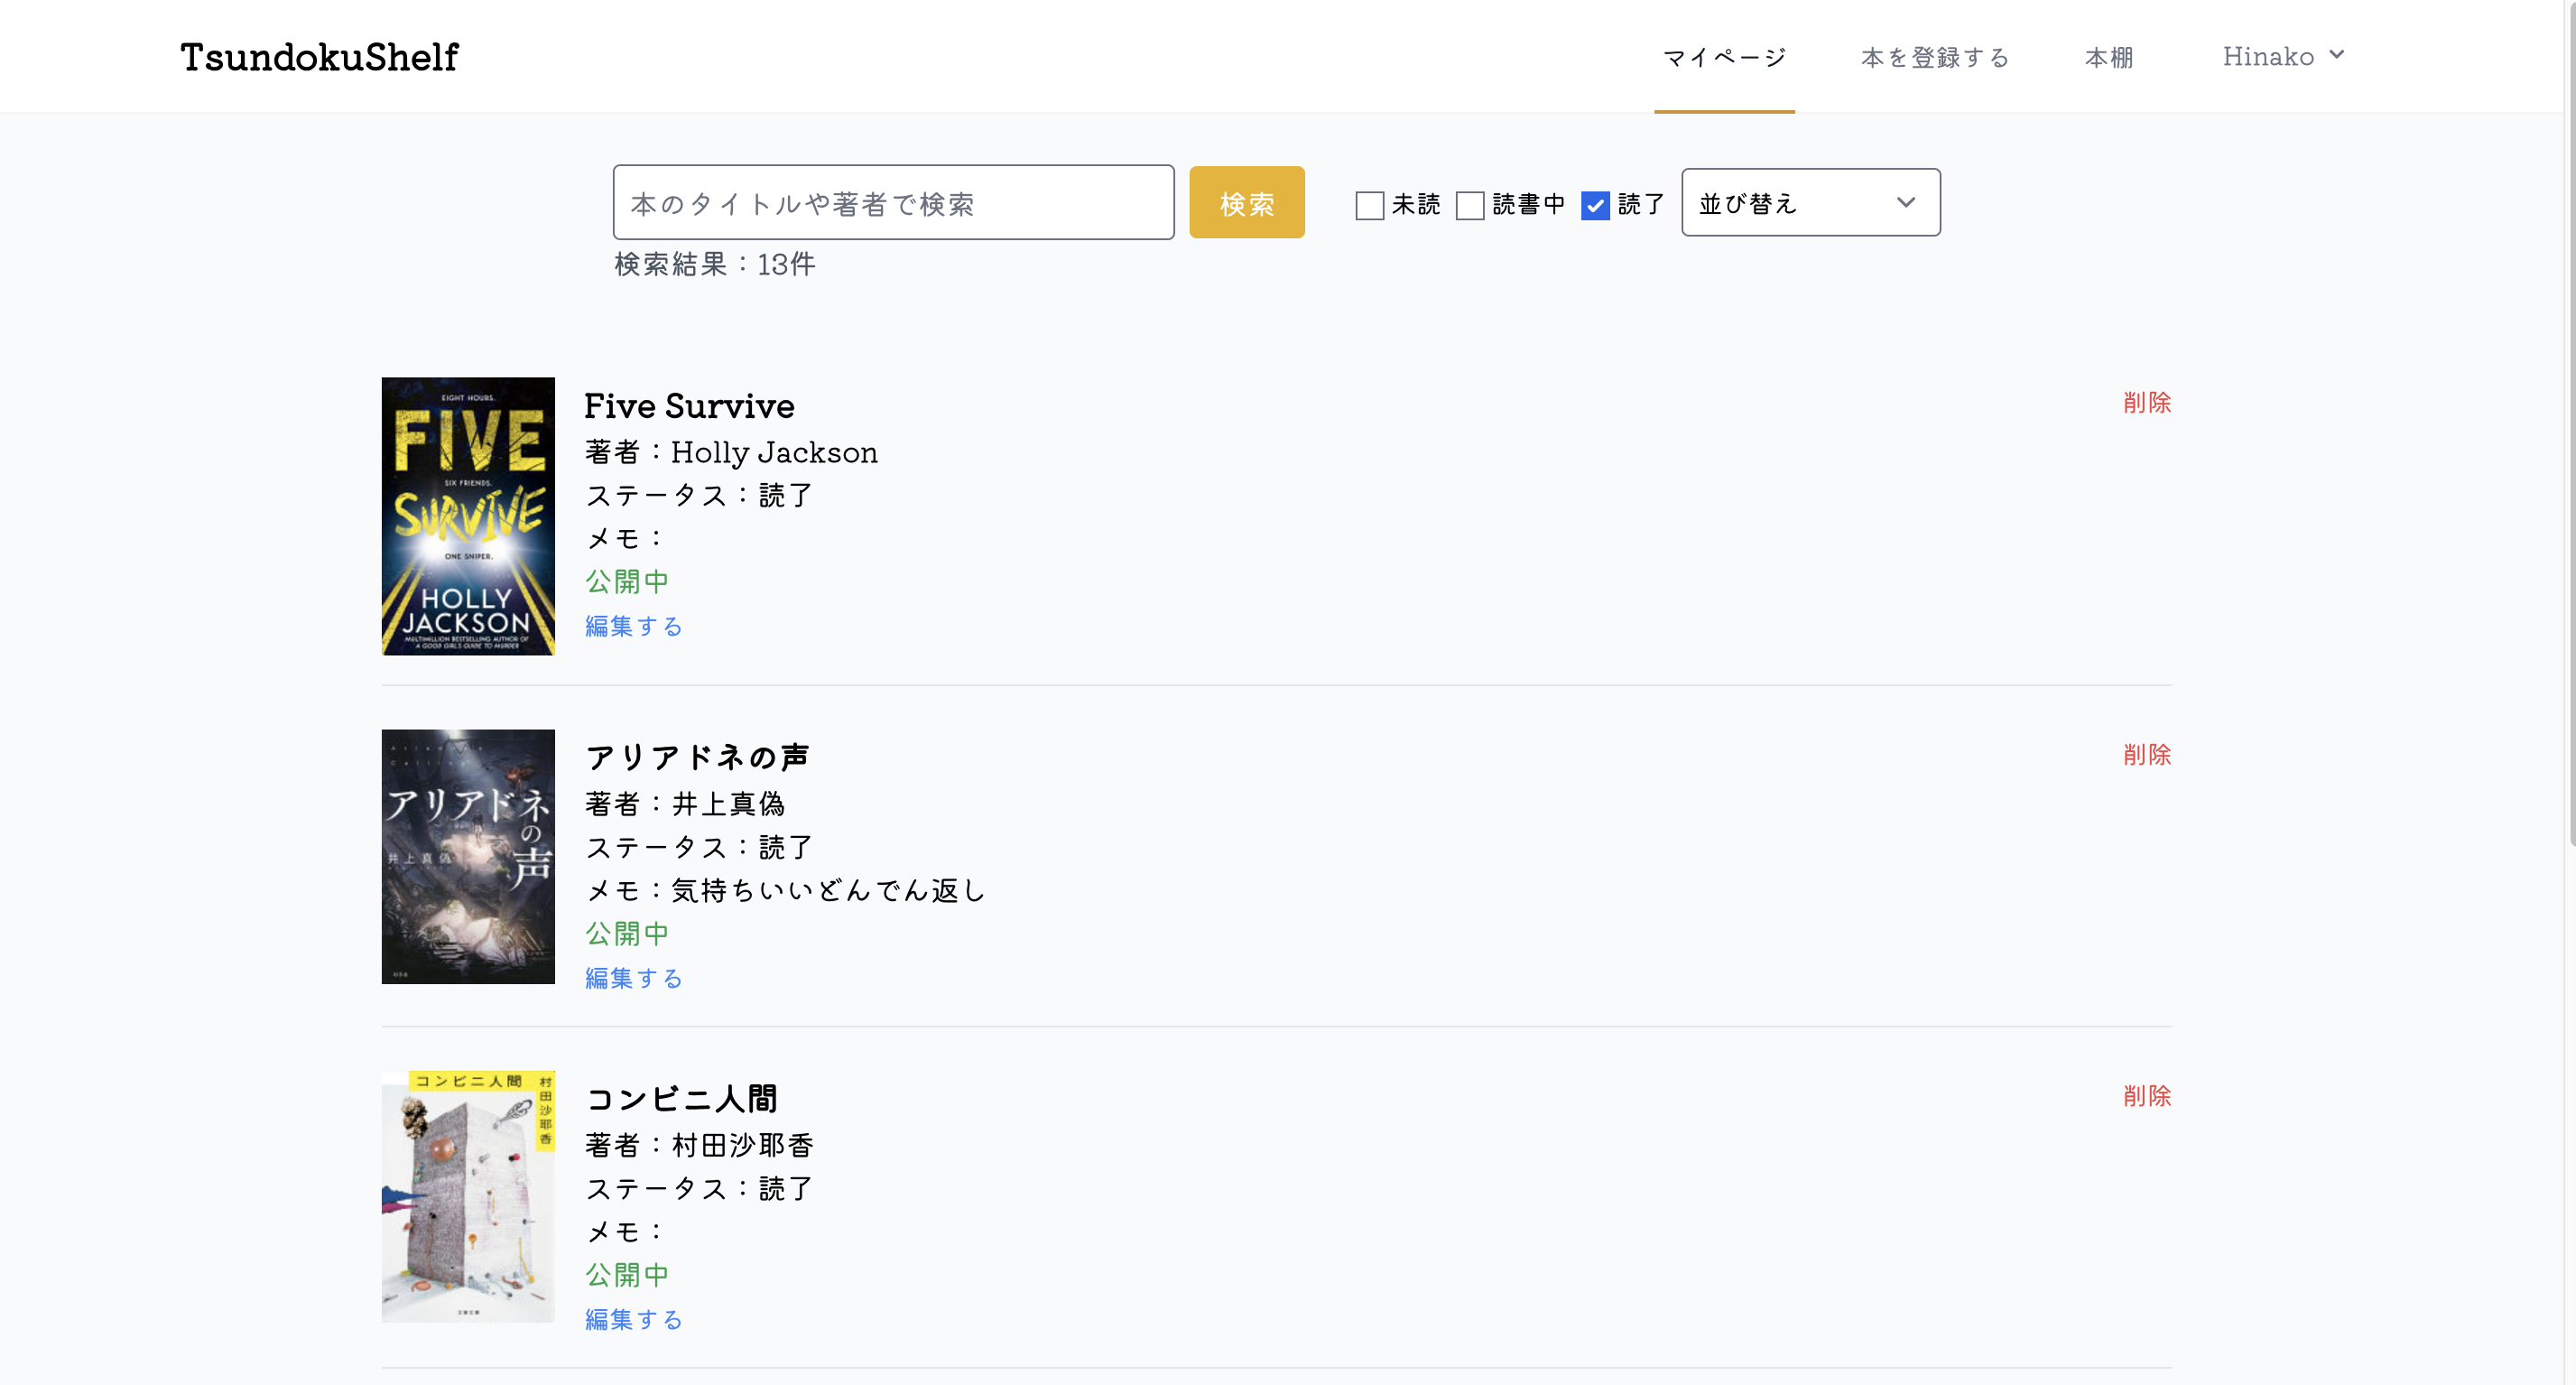 TsundokuShelf
マイページ
本を登録する
本棚
Hinako
本のタイトルや著者で検索
検索
未読
読書中
読了
並び替え
検索結果：13件
EIGHT HOURS.
FIVE
SIX FRIENDS.
SURVIVE
ONE SNIPER.
HOLLY
JACKSON
MULTIMILLION BESTSELLING AUTHOR OF
A GOOD GIRL'S GUIDE TO MURDER
Five Survive
著者：Holly Jackson
ステータス：読了
メモ：
公開中
編集する
削除
アリアドネ
の
声
井上真偽
アリアドネの声
著者：井上真偽
ステータス：読了
メモ：気持ちいいどんでん返し
公開中
編集する
削除
コンビニ人間
村田沙耶香
文春文庫
コンビニ人間
著者：村田沙耶香
ステータス：読了
メモ：
公開中
編集する
削除